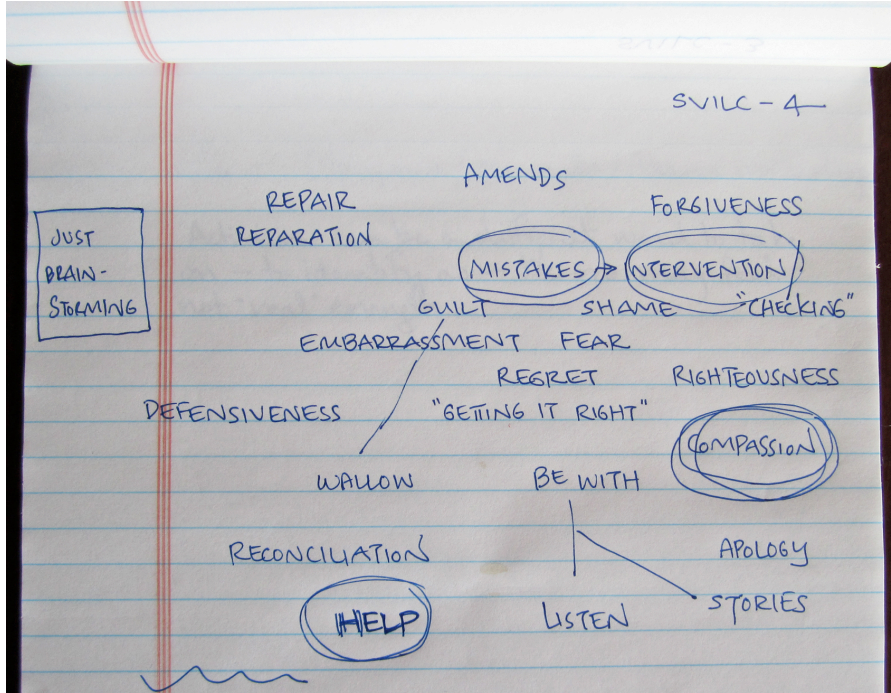 SVILC - 4
AMENDS
REPAIR
FORGIVENESS
REPARATION
JUST
BRAIN-
STORMING
MISTAKES → INTERVENTION
GUILT SHAME "CHECKING"
EMBARRASSMENT FEAR
REGRET RIGHTEOUSNESS
DEFENSIVENESS "GETTING IT RIGHT"
COMPASSION
WALLOW BE WITH
RECONCILIATION APOLOGY
HELP LISTEN STORIES